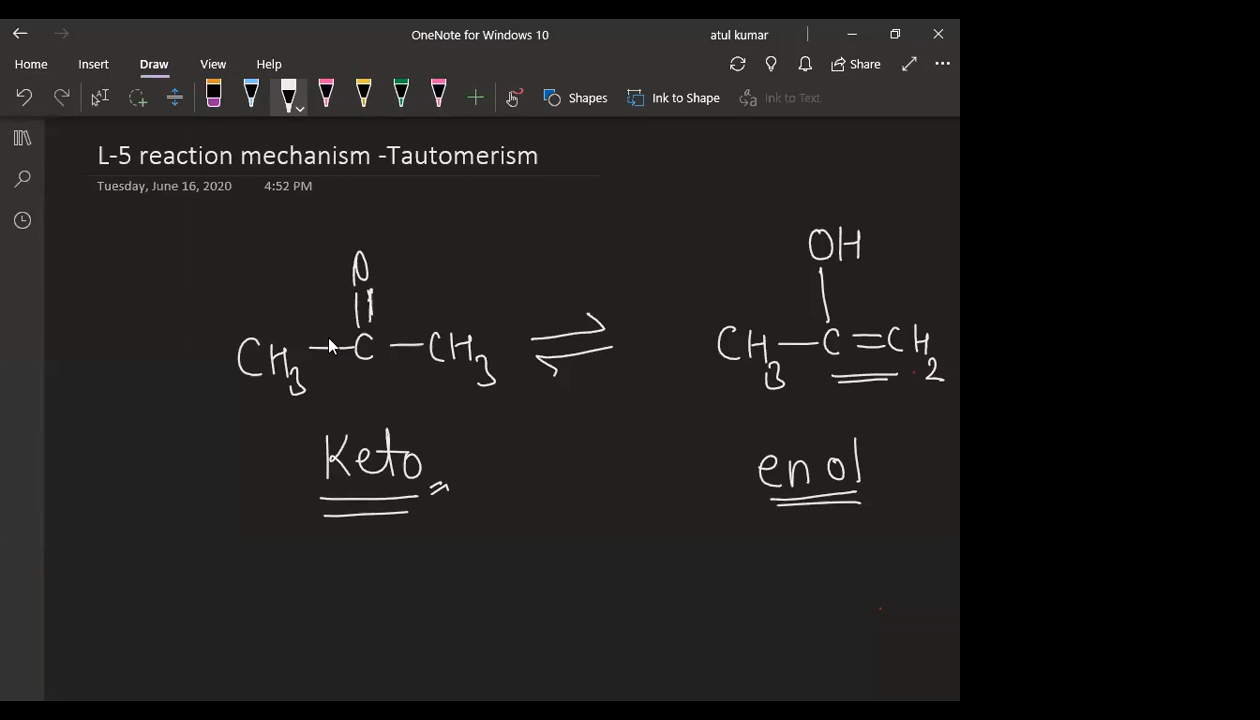 OneNote for Windows 10
atul kumar
Home Insert Draw View Help
Share
Shapes Ink to Shape Ink to Text
L-5 reaction mechanism -Tautomerism
Tuesday, June 16, 2020 4:52 PM
O OH
CH3 — C — CH3 ⇌ CH3 — C = CH2
Keto enol